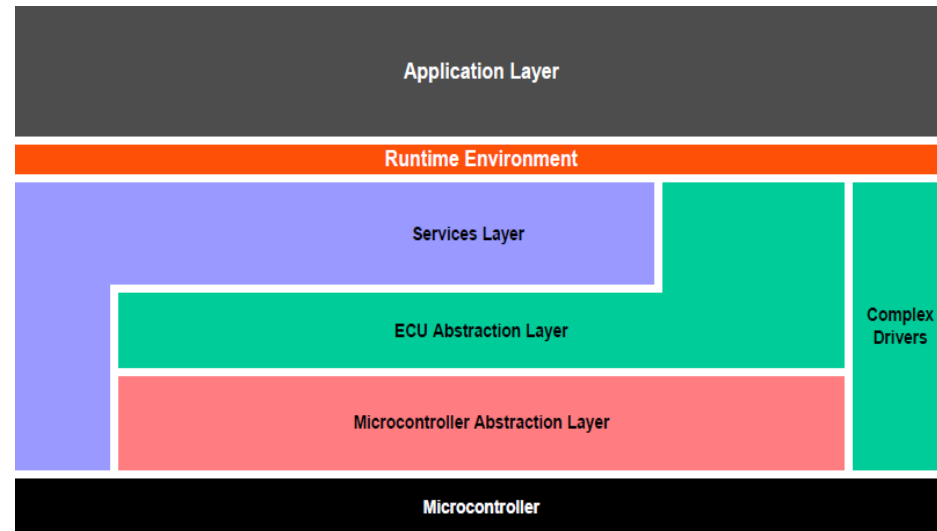 Application Layer
Runtime Environment
Services Layer
ECU Abstraction Layer
Complex
Drivers
Microcontroller Abstraction Layer
Microcontroller